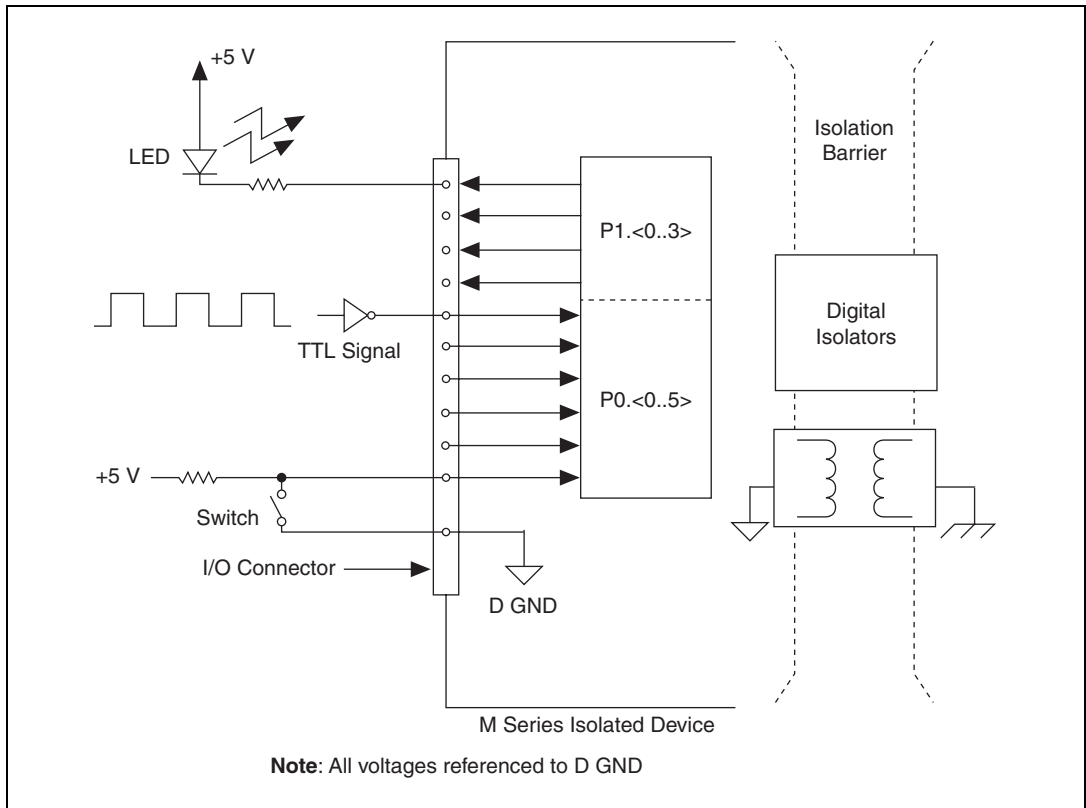 +5 V
LED
Isolation
Barrier
P1.<0..3>
Digital
Isolators
TTL Signal
P0.<0..5>
+5 V
Switch
I/O Connector
D GND
M Series Isolated Device
Note: All voltages referenced to D GND